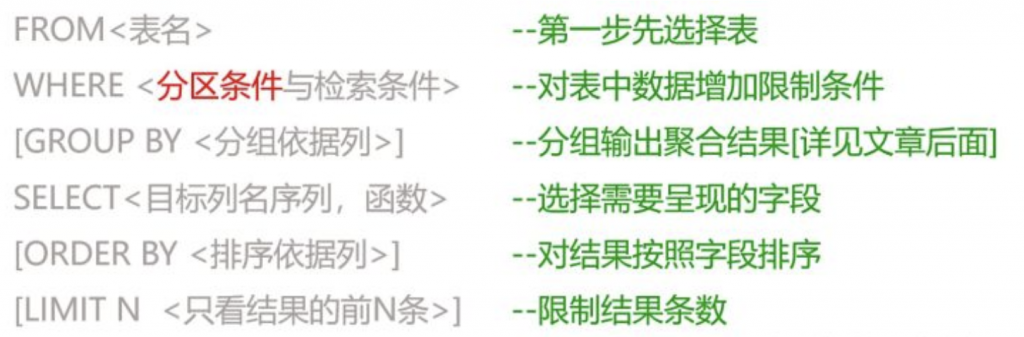 FROM<表名> --第一步先选择表
WHERE <分区条件与检索条件> --对表中数据增加限制条件
[GROUP BY <分组依据列>] --分组输出聚合结果[详见文章后面]
SELECT<目标列名序列，函数> --选择需要呈现的字段
[ORDER BY <排序依据列>] --对结果按照字段排序
[LIMIT N <只看结果的前N条>] --限制结果条数